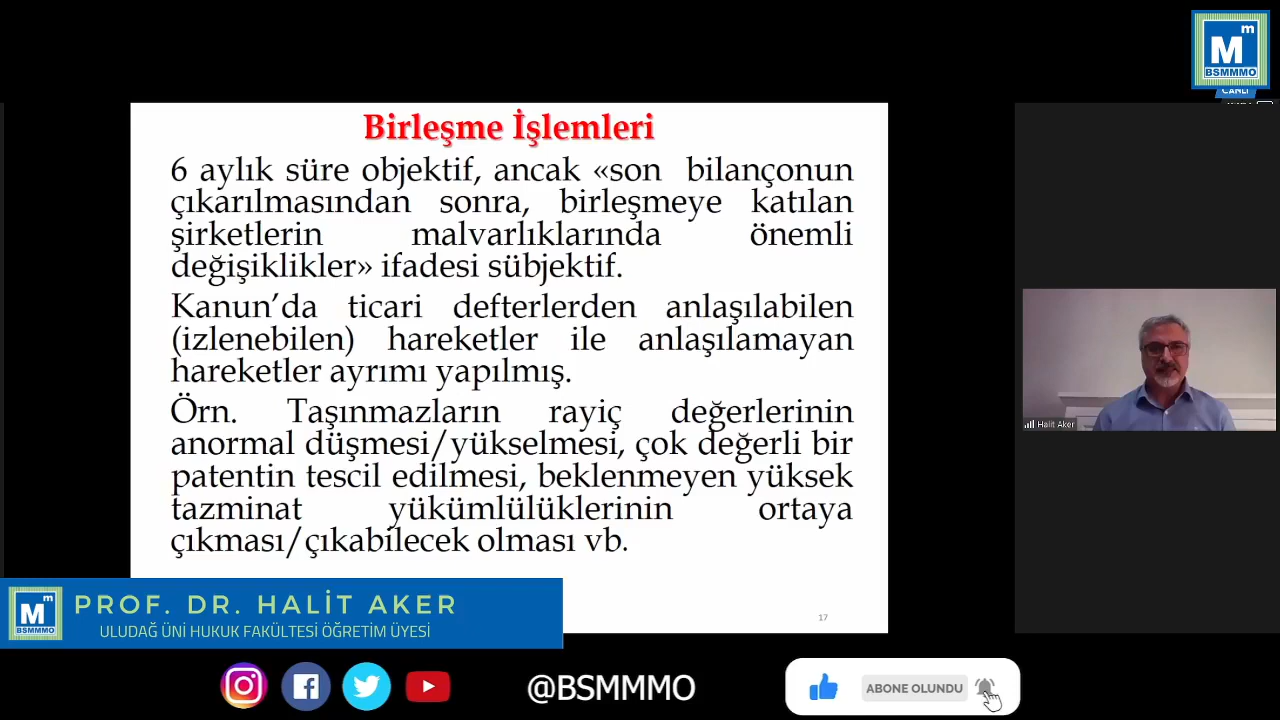 Mm
BSMMMO
CANLI
Birleşme İşlemleri
6 aylık süre objektif, ancak «son bilançonun
çıkarılmasından sonra, birleşmeye katılan
şirketlerin malvarlıklarında önemli
değişiklikler» ifadesi sübjektif.
Kanun’da ticari defterlerden anlaşılabilen
(izlenebilen) hareketler ile anlaşılamayan
hareketler ayrımı yapılmış.
Örn. Taşınmazların rayiç değerlerinin
anormal düşmesi/yükselmesi, çok değerli bir
patentin tescil edilmesi, beklenmeyen yüksek
tazminat yükümlülüklerinin ortaya
çıkması/çıkabilecek olması vb.
17
Halit Aker
Mm
BSMMMO
PROF. DR. HALİT AKER
ULUDAĞ ÜNİ HUKUK FAKÜLTESİ ÖĞRETİM ÜYESİ
@BSMMMO
ABONE OLUNDU